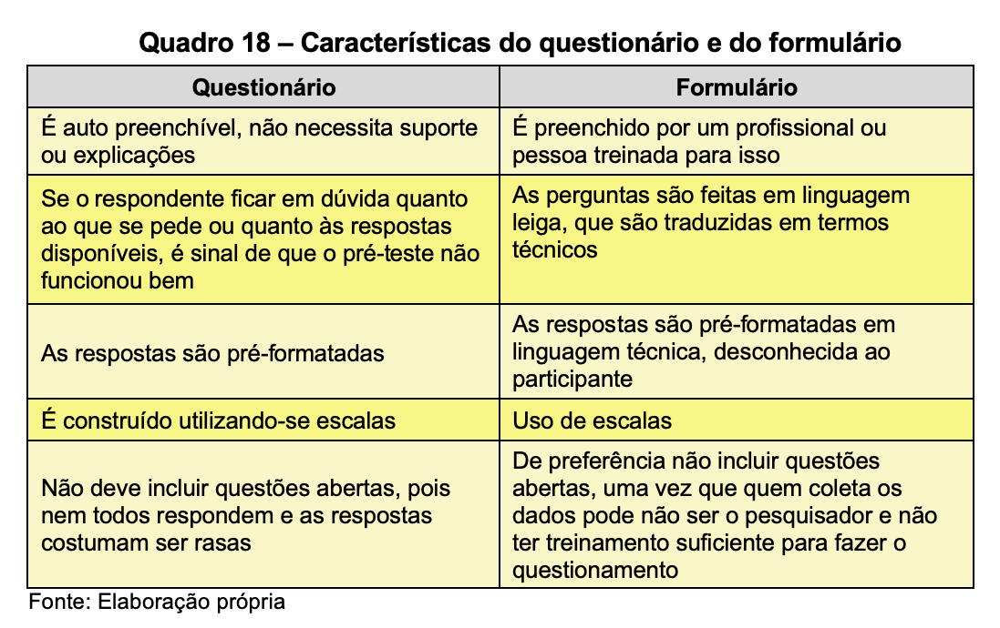 Quadro 18 – Características do questionário e do formulário
Questionário
Formulário
É auto preenchível, não necessita suporte
ou explicações
É preenchido por um profissional ou
pessoa treinada para isso
Se o respondente ficar em dúvida quanto
ao que se pede ou quanto às respostas
disponíveis, é sinal de que o pré-teste não
funcionou bem
As perguntas são feitas em linguagem
leiga, que são traduzidas em termos
técnicos
As respostas são pré-formatadas
As respostas são pré-formatadas em
linguagem técnica, desconhecida ao
participante
É construído utilizando-se escalas
Uso de escalas
Não deve incluir questões abertas, pois
nem todos respondem e as respostas
costumam ser rasas
De preferência não incluir questões
abertas, uma vez que quem coleta os
dados pode não ser o pesquisador e não
ter treinamento suficiente para fazer o
questionamento
Fonte: Elaboração própria